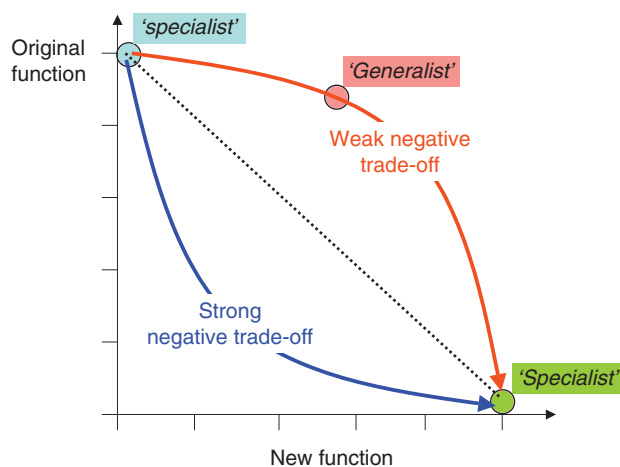 'specialist'
Original
function
'Generalist'
Weak negative
trade-off
Strong
negative trade-off
'Specialist'
New function